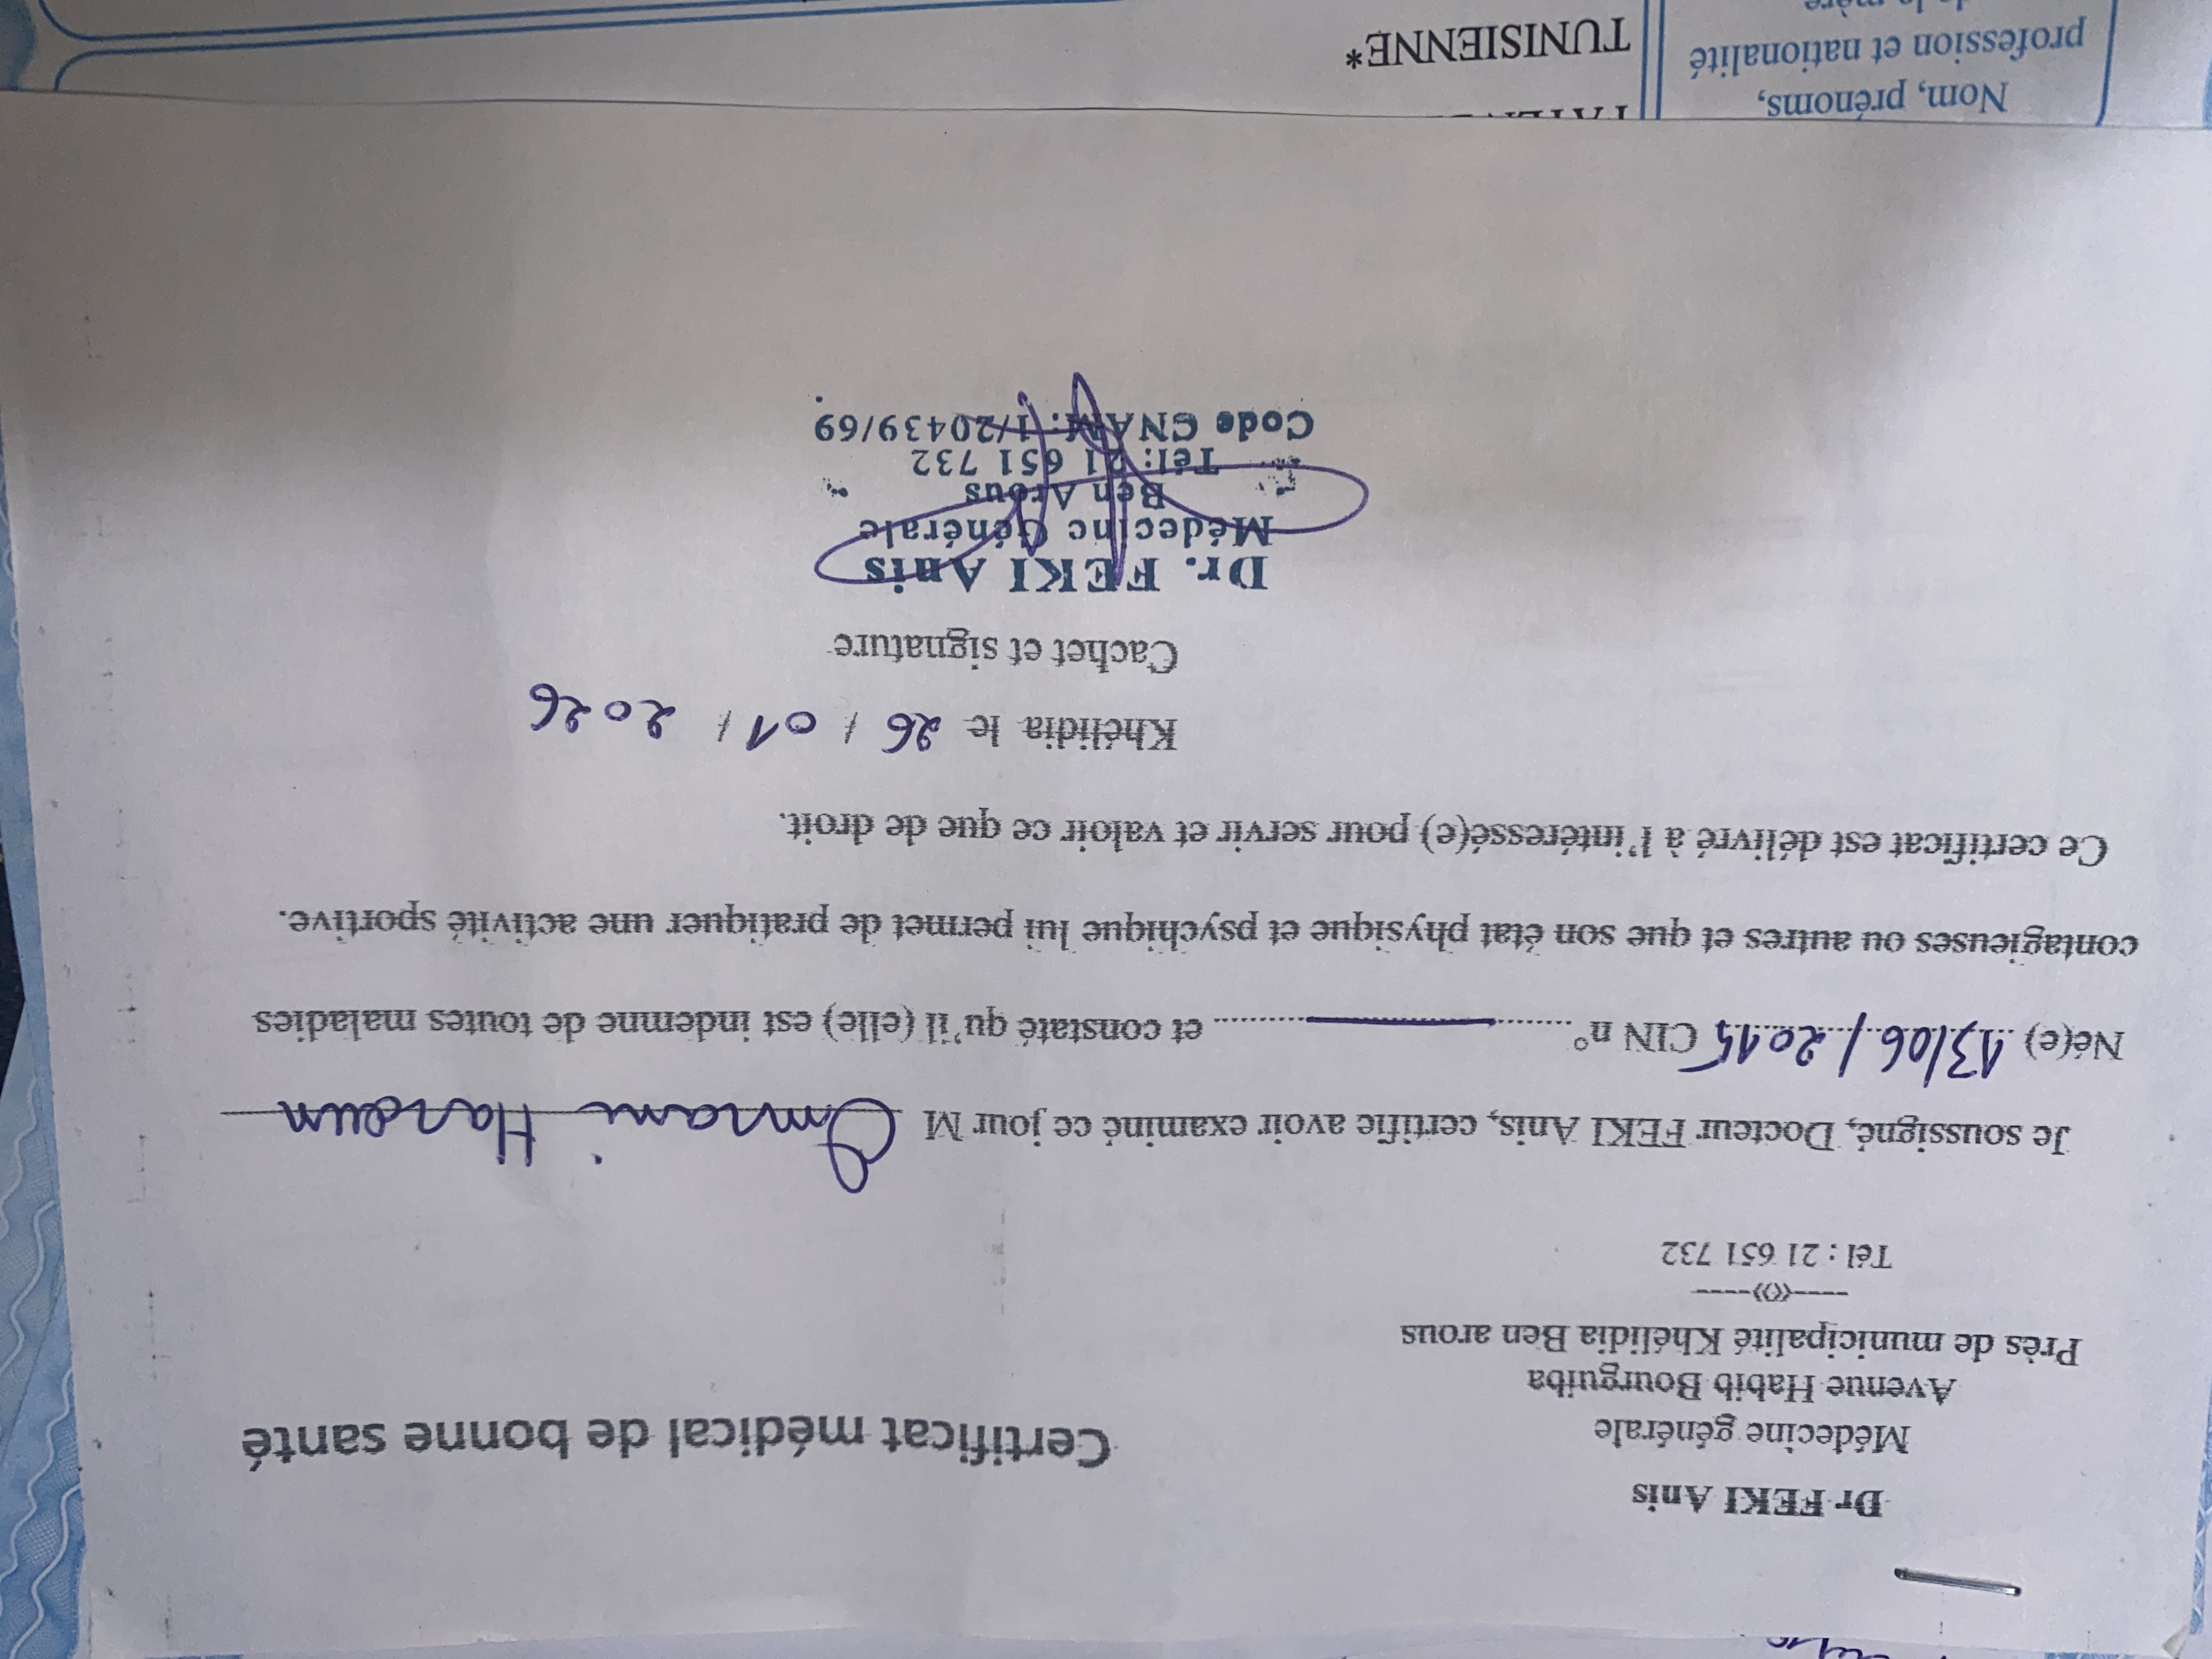 Dr FEKI Anis
Médecine générale
Avenue Habib Bourguiba
Près de municipalité Khélidia Ben arous
----«()»----
Tél : 21 651 732
Certificat médical de bonne santé
Je soussigné, Docteur FEKI Anis, certifie avoir examiné ce jour M Omrani Haroun
Né(e) 13/06/2015 CIN n° .................... et constaté qu'il (elle) est indemne de toutes maladies
contagieuses ou autres et que son état physique et psychique lui permet de pratiquer une activité sportive.
Ce certificat est délivré à l'intéressé(e) pour servir et valoir ce que de droit.
Khélidia le 26 / 01 / 2026
Cachet et signature
Dr. FEKI Anis
Médecine Générale
Ben Arous
Tél: 21 651 732
Code CNAM: 1/20439/69
Nom, prénoms,
profession et nationalité
de la mère
TUNISIENNE*